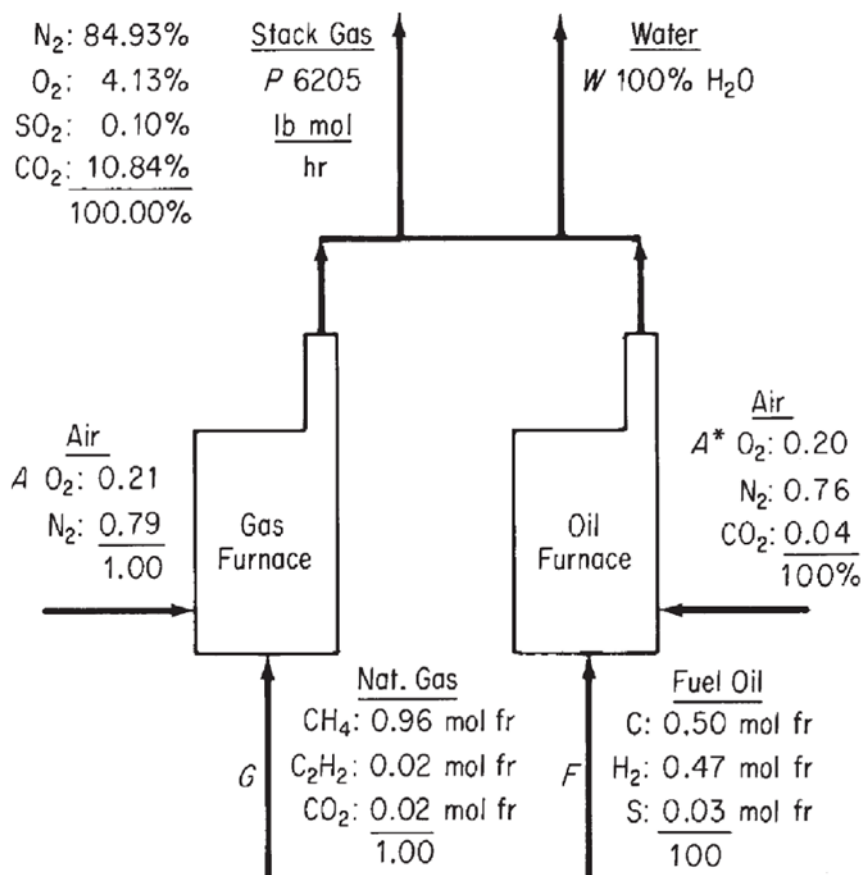 N₂: 84.93%
O₂: 4.13%
SO₂: 0.10%
CO₂: 10.84%
100.00%
Stack Gas
P 6205
lb mol
hr
Water
W 100% H₂O
Air
A O₂: 0.21
N₂: 0.79
1.00
Gas
Furnace
Oil
Furnace
Air
A* O₂: 0.20
N₂: 0.76
CO₂: 0.04
100%
G
Nat. Gas
CH₄: 0.96 mol fr
C₂H₂: 0.02 mol fr
CO₂: 0.02 mol fr
1.00
F
Fuel Oil
C: 0.50 mol fr
H₂: 0.47 mol fr
S: 0.03 mol fr
100